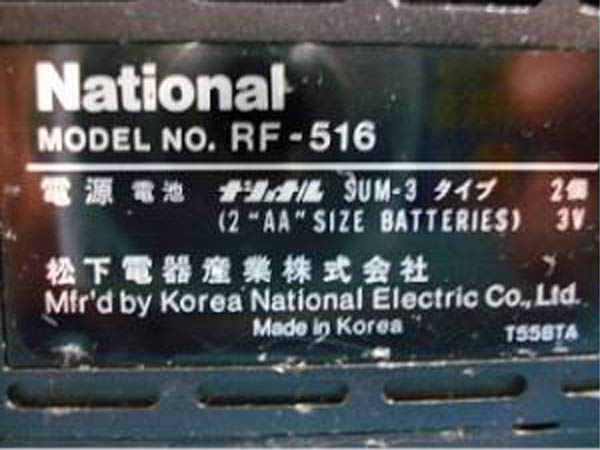 National
MODEL NO. RF-516
電源 電池 ナショナル SUM-3 タイプ 2個
(2 "AA" SIZE BATTERIES) 3V
松下電器産業株式会社
Mfr'd by Korea National Electric Co., Ltd.
Made in Korea
T55BTA